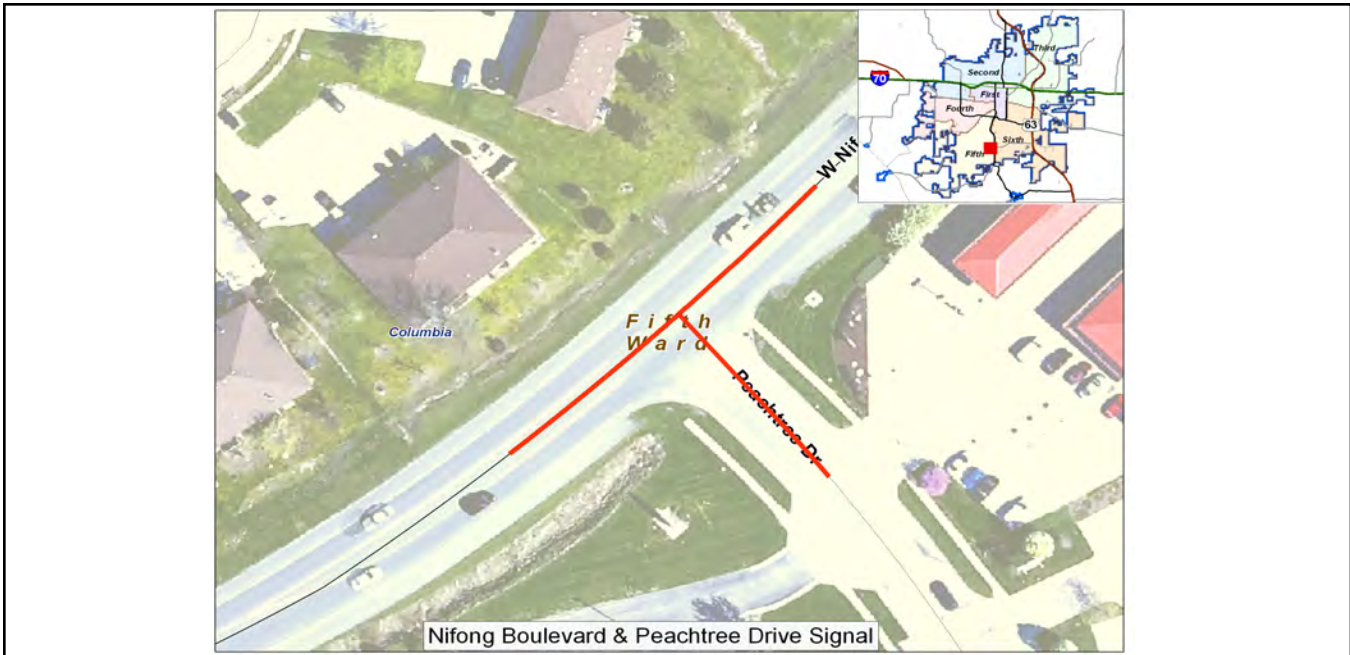 Third
Second
70
First
Fourth
63
Sixth
Fifth
W-Nif
Fifth
Ward
Columbia
Peachtree Dr
Nifong Boulevard & Peachtree Drive Signal